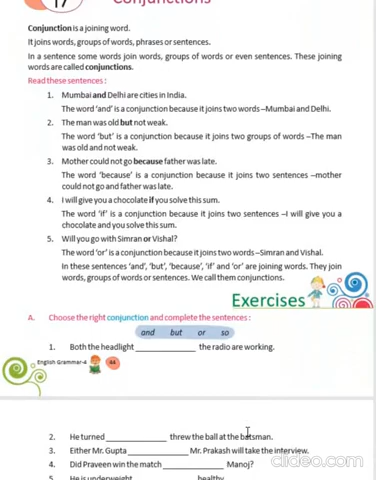 17
Conjunctions
Conjunction is a joining word.
It joins words, groups of words, phrases or sentences.
In a sentence some words join words, groups of words or even sentences. These joining
words are called conjunctions.
Read these sentences :
1. Mumbai and Delhi are cities in India.
The word 'and' is a conjunction because it joins two words –Mumbai and Delhi.
2. The man was old but not weak.
The word 'but' is a conjunction because it joins two groups of words –The man
was old and not weak.
3. Mother could not go because father was late.
The word 'because' is a conjunction because it joins two sentences –mother
could not go and father was late.
4. I will give you a chocolate if you solve this sum.
The word 'if' is a conjunction because it joins two sentences –I will give you a
chocolate and you solve this sum.
5. Will you go with Simran or Vishal?
The word 'or' is a conjunction because it joins two words –Simran and Vishal.
In these sentences 'and', 'but', 'because', 'if' and 'or' are joining words. They join
words, groups of words or sentences. We call them conjunctions.
Exercises
A. Choose the right conjunction and complete the sentences :
and but or so
1. Both the headlight ____________ the radio are working.
English Grammar-4 44
2. He turned ____________ threw the ball at the batsman.
3. Either Mr. Gupta ____________ Mr. Prakash will take the interview.
4. Did Praveen win the match ____________ Manoj?
5. He is underweight ____________ healthy.
clideo.com